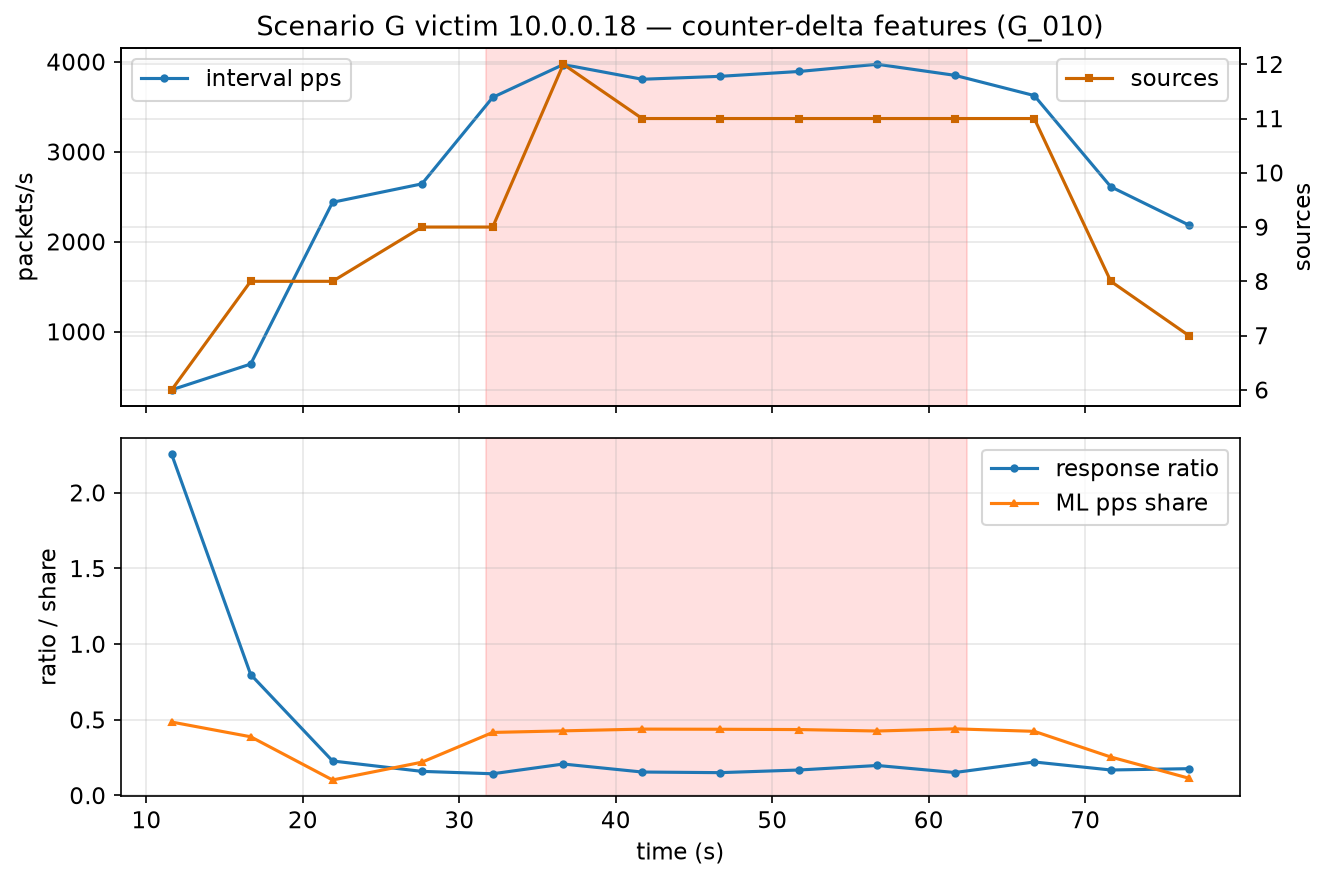 Scenario G victim 10.0.0.18 — counter-delta features (G_010)
interval pps
sources
4000
3000
2000
1000
packets/s
12
11
10
9
8
7
6
sources
response ratio
ML pps share
2.0
1.5
1.0
0.5
0.0
ratio / share
10
20
30
40
50
60
70
time (s)